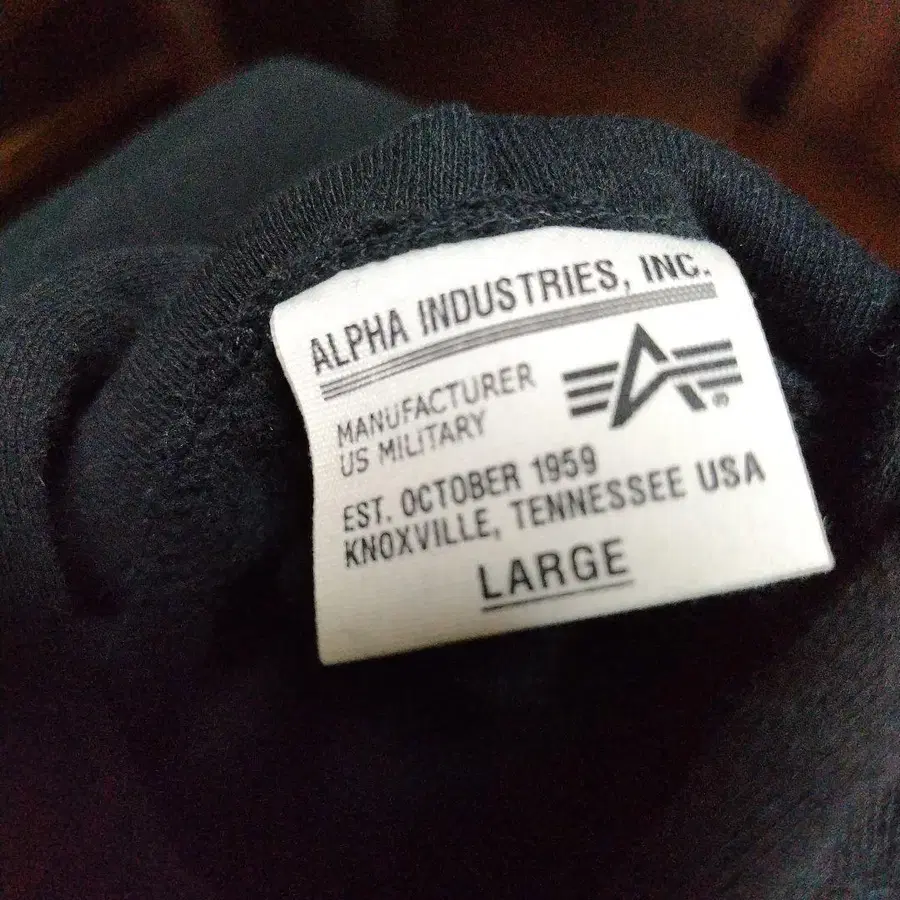 ALPHA INDUSTRIES, INC.
MANUFACTURER
US MILITARY
EST. OCTOBER 1959
KNOXVILLE, TENNESSEE USA
LARGE